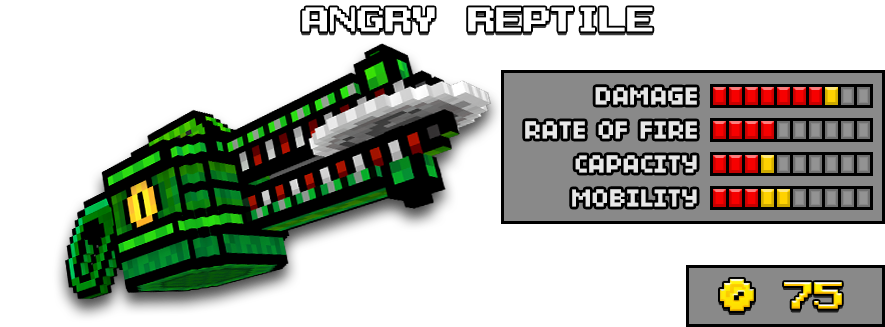 ANGRY REPTILE
DAMAGE
RATE OF FIRE
CAPACITY
MOBILITY
75